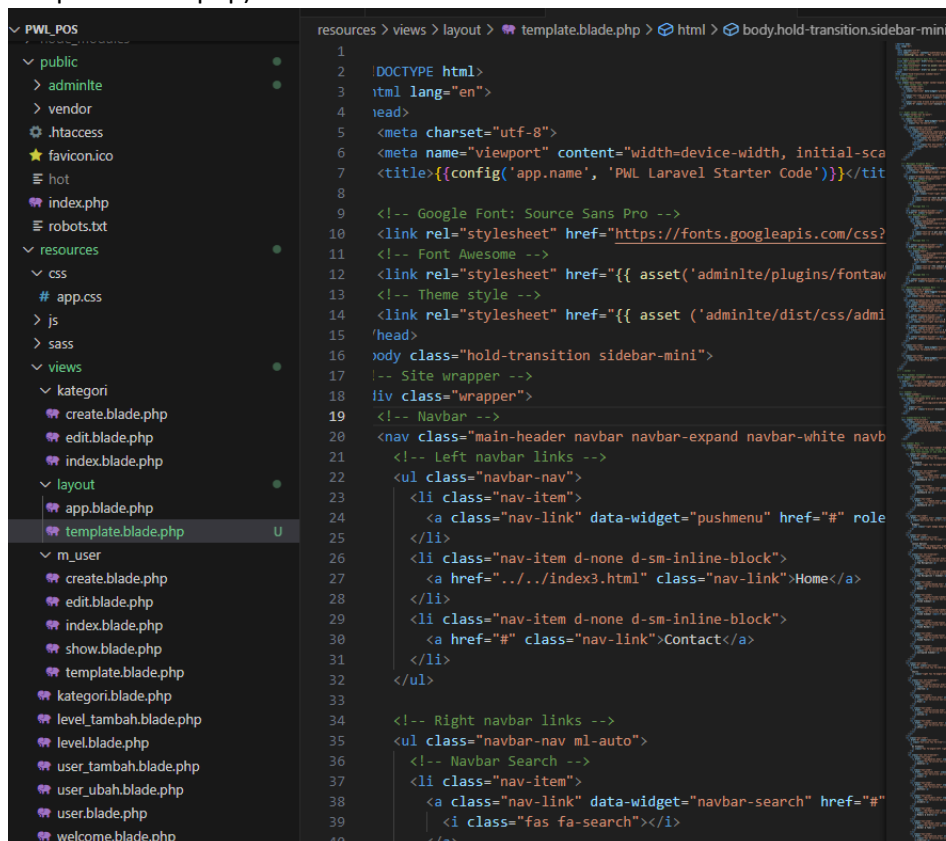 PWL_POS
public
adminlte
vendor
.htaccess
favicon.ico
hot
index.php
robots.txt
resources
css
# app.css
js
sass
views
kategori
create.blade.php
edit.blade.php
index.blade.php
layout
app.blade.php
template.blade.php U
m_user
create.blade.php
edit.blade.php
index.blade.php
show.blade.php
template.blade.php
kategori.blade.php
level_tambah.blade.php
level.blade.php
user_tambah.blade.php
user_ubah.blade.php
user.blade.php
welcome.blade.php
resources > views > layout > template.blade.php > html > body.hold-transition.sidebar-mini
1
2 !DOCTYPE html>
3 html lang="en">
4 head>
5 <meta charset="utf-8">
6 <meta name="viewport" content="width=device-width, initial-sca
7 <title>{{config('app.name', 'PWL Laravel Starter Code')}}</tit
8
9 <!-- Google Font: Source Sans Pro -->
10 <link rel="stylesheet" href="https://fonts.googleapis.com/css?
11 <!-- Font Awesome -->
12 <link rel="stylesheet" href="{{ asset('adminlte/plugins/fontaw
13 <!-- Theme style -->
14 <link rel="stylesheet" href="{{ asset ('adminlte/dist/css/admi
15 /head>
16 body class="hold-transition sidebar-mini">
17 !-- Site wrapper -->
18 div class="wrapper">
19 <!-- Navbar -->
20 <nav class="main-header navbar navbar-expand navbar-white navb
21 <!-- Left navbar links -->
22 <ul class="navbar-nav">
23 <li class="nav-item">
24 <a class="nav-link" data-widget="pushmenu" href="#" role
25 </li>
26 <li class="nav-item d-none d-sm-inline-block">
27 <a href="../../index3.html" class="nav-link">Home</a>
28 </li>
29 <li class="nav-item d-none d-sm-inline-block">
30 <a href="#" class="nav-link">Contact</a>
31 </li>
32 </ul>
33
34 <!-- Right navbar links -->
35 <ul class="navbar-nav ml-auto">
36 <!-- Navbar Search -->
37 <li class="nav-item">
38 <a class="nav-link" data-widget="navbar-search" href="#"
39 <i class="fas fa-search"></i>